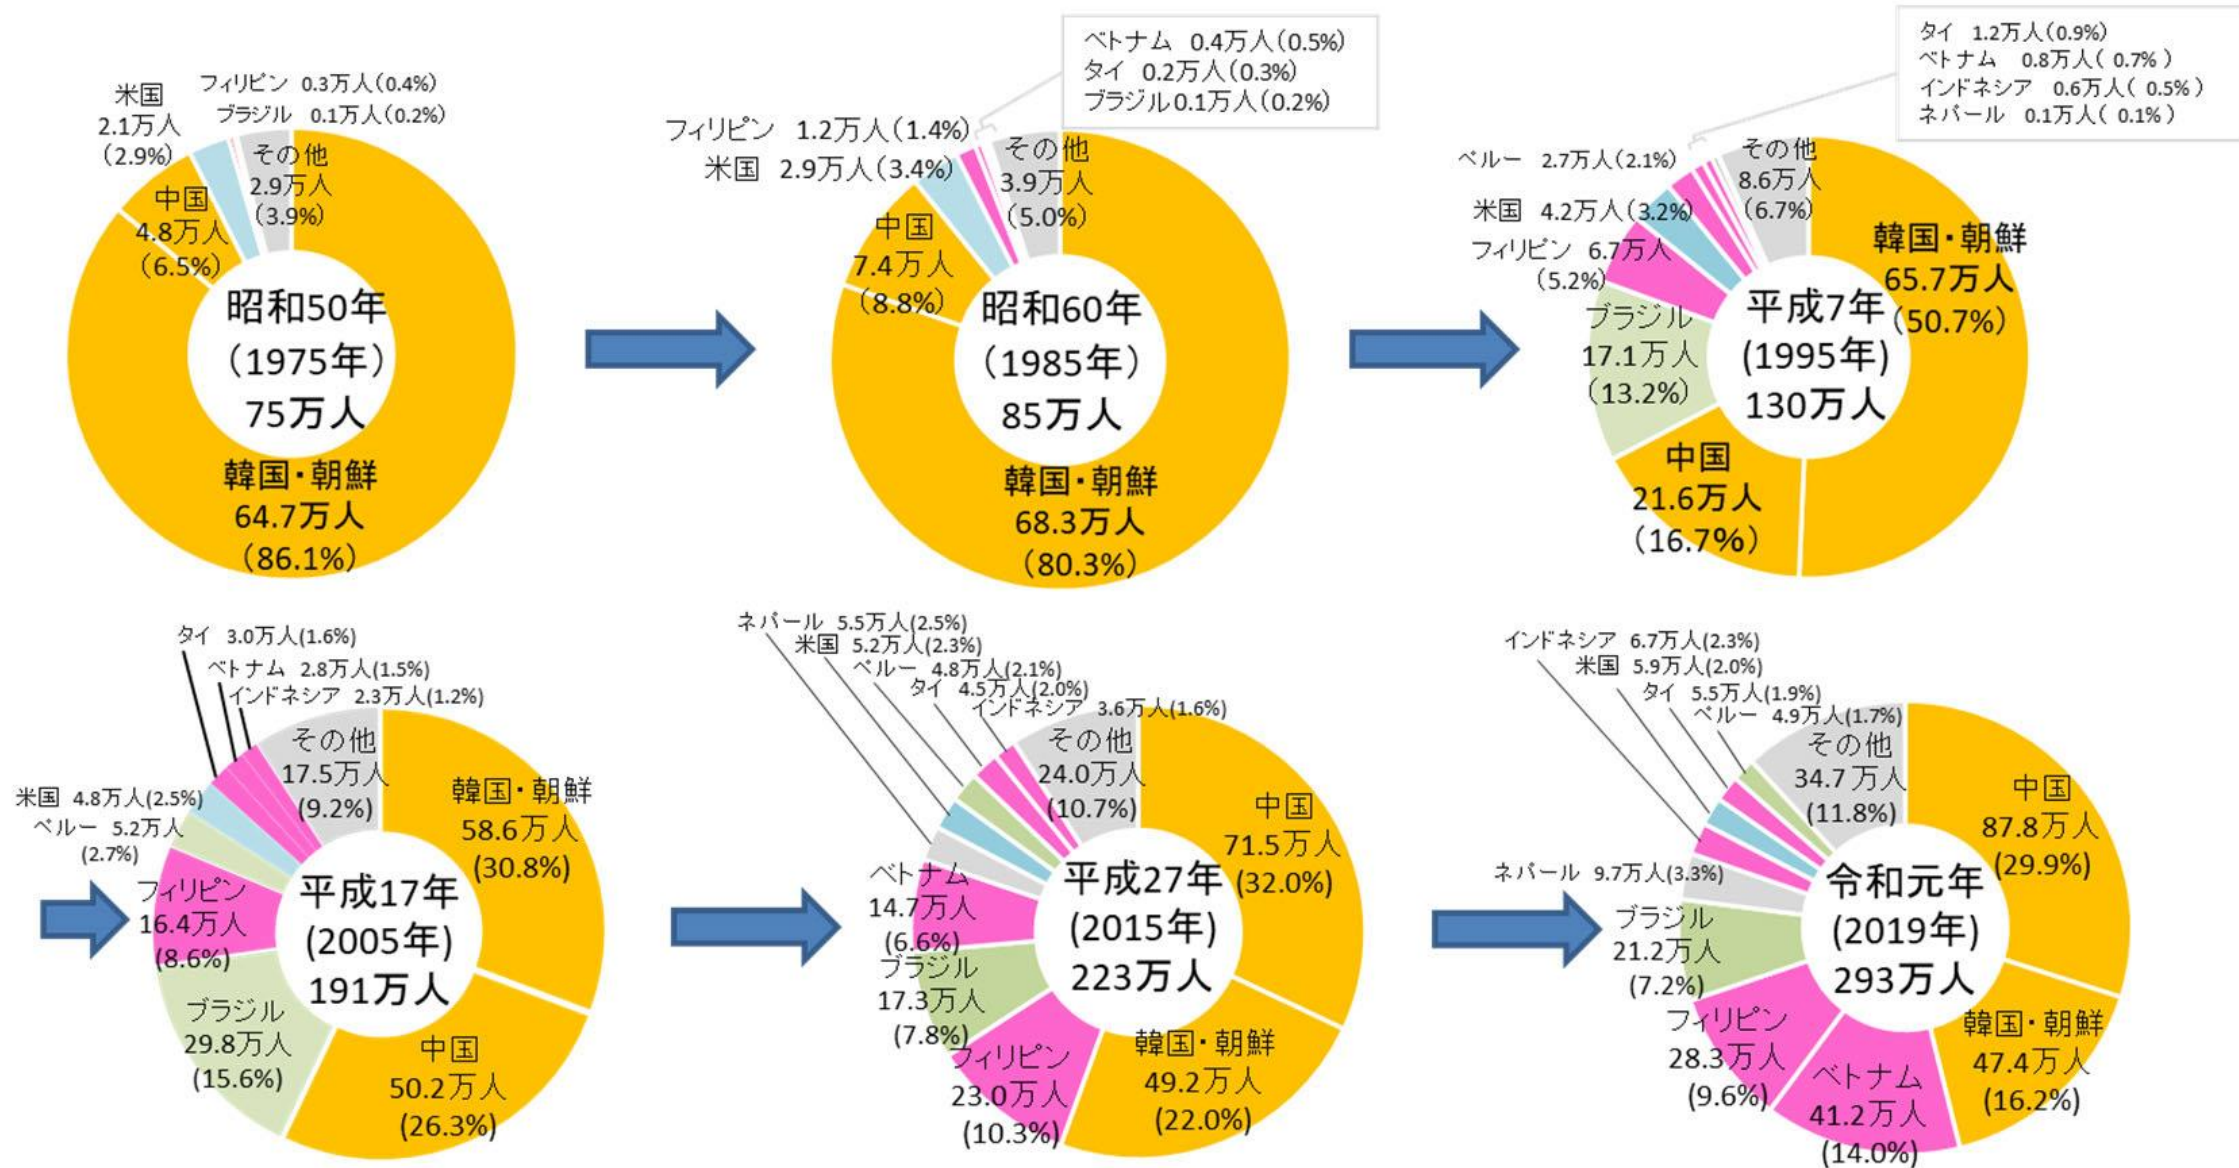 米国
2.1万人
(2.9%)
フィリピン 0.3万人(0.4%)
ブラジル 0.1万人(0.2%)
その他
2.9万人
(3.9%)
中国
4.8万人
(6.5%)
昭和50年
(1975年)
75万人
韓国・朝鮮
64.7万人
(86.1%)
ベトナム 0.4万人(0.5%)
タイ 0.2万人(0.3%)
ブラジル0.1万人(0.2%)
フィリピン 1.2万人(1.4%)
米国 2.9万人(3.4%)
その他
3.9万人
(5.0%)
中国
7.4万人
(8.8%)
昭和60年
(1985年)
85万人
韓国・朝鮮
68.3万人
(80.3%)
タイ 1.2万人(0.9%)
ベトナム 0.8万人( 0.7% )
インドネシア 0.6万人( 0.5% )
ネパール 0.1万人( 0.1% )
ペルー 2.7万人(2.1%)
米国 4.2万人(3.2%)
フィリピン 6.7万人
(5.2%)
その他
8.6万人
(6.7%)
韓国・朝鮮
65.7万人
(50.7%)
ブラジル
17.1万人
(13.2%)
平成7年
(1995年)
130万人
中国
21.6万人
(16.7%)
タイ 3.0万人(1.6%)
ベトナム 2.8万人(1.5%)
インドネシア 2.3万人(1.2%)
その他
17.5万人
(9.2%)
米国 4.8万人(2.5%)
ペルー 5.2万人
(2.7%)
韓国・朝鮮
58.6万人
(30.8%)
フィリピン
16.4万人
(8.6%)
平成17年
(2005年)
191万人
ブラジル
29.8万人
(15.6%)
中国
50.2万人
(26.3%)
ネパール 5.5万人(2.5%)
米国 5.2万人(2.3%)
ペルー 4.8万人(2.1%)
タイ 4.5万人(2.0%)
インドネシア 3.6万人(1.6%)
その他
24.0万人
(10.7%)
中国
71.5万人
(32.0%)
ベトナム
14.7万人
(6.6%)
平成27年
(2015年)
223万人
ブラジル
17.3万人
(7.8%)
フィリピン
23.0万人
(10.3%)
韓国・朝鮮
49.2万人
(22.0%)
インドネシア 6.7万人(2.3%)
米国 5.9万人(2.0%)
タイ 5.5万人(1.9%)
ペルー 4.9万人(1.7%)
その他
34.7 万人
(11.8%)
中国
87.8万人
(29.9%)
ネパール 9.7万人(3.3%)
ブラジル
21.2万人
(7.2%)
令和元年
(2019年)
293万人
フィリピン
28.3万人
(9.6%)
ベトナム
41.2万人
(14.0%)
韓国・朝鮮
47.4万人
(16.2%)